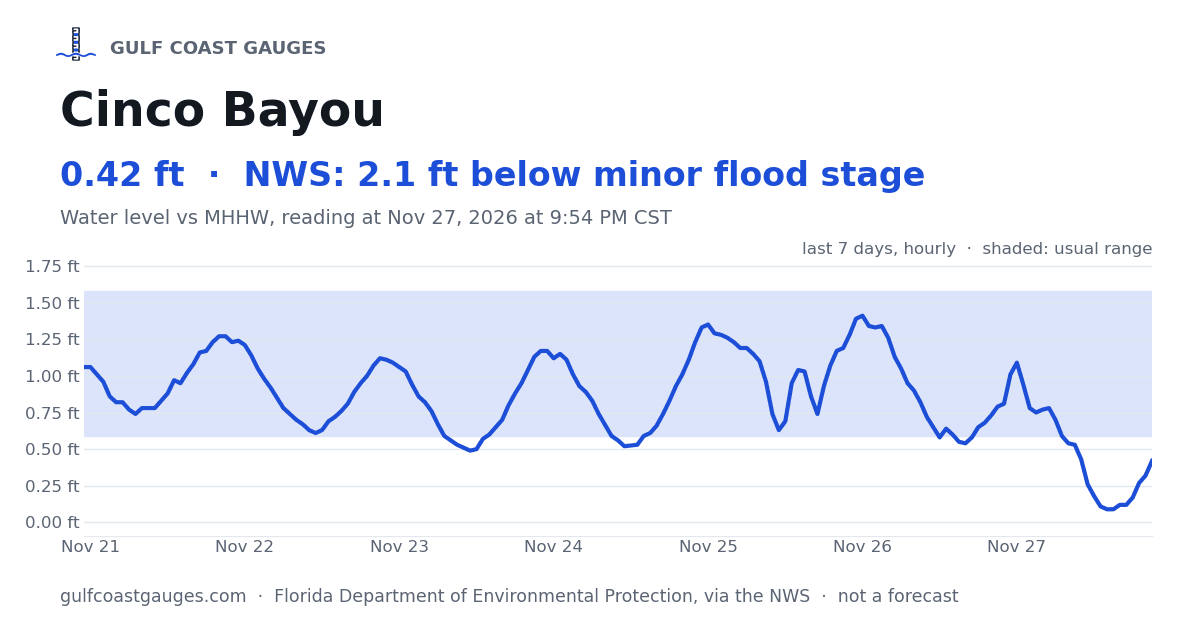 GULF COAST GAUGES
Cinco Bayou
0.42 ft · NWS: 2.1 ft below minor flood stage
Water level vs MHHW, reading at Nov 27, 2026 at 9:54 PM CST
last 7 days, hourly · shaded: usual range
1.75 ft
1.50 ft
1.25 ft
1.00 ft
0.75 ft
0.50 ft
0.25 ft
0.00 ft
Nov 21 Nov 22 Nov 23 Nov 24 Nov 25 Nov 26 Nov 27
gulfcoastgauges.com · Florida Department of Environmental Protection, via the NWS · not a forecast